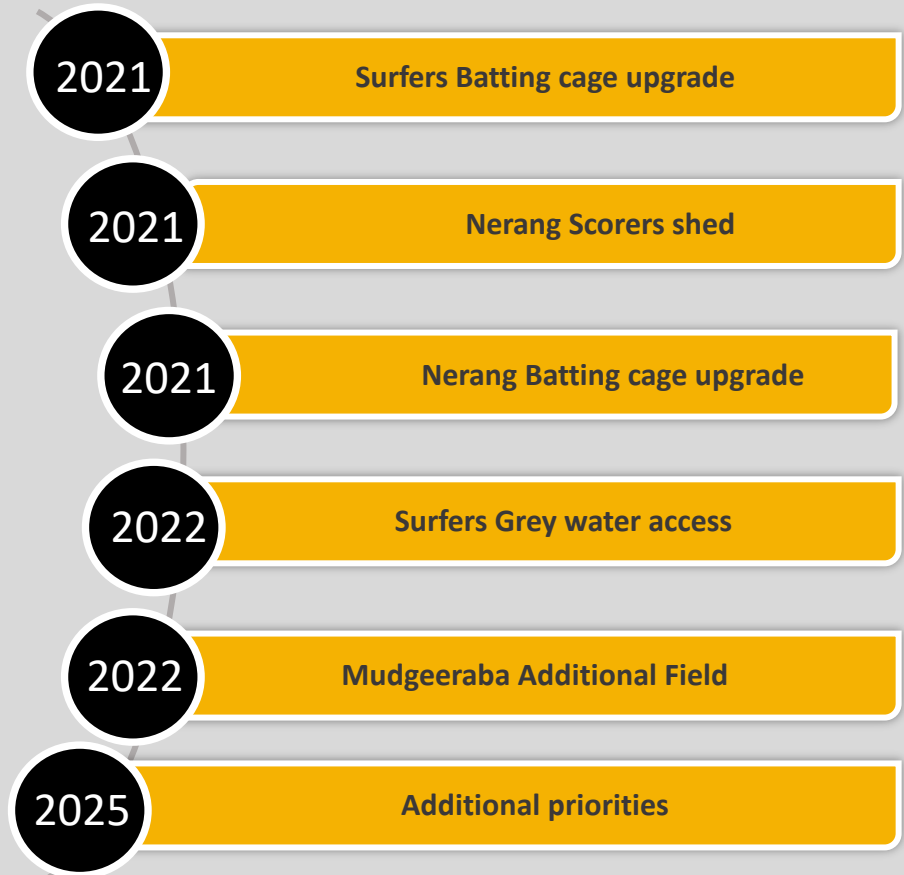 2021
Surfers Batting cage upgrade
2021
Nerang Scorers shed
2021
Nerang Batting cage upgrade
2022
Surfers Grey water access
2022
Mudgeeraba Additional Field
2025
Additional priorities